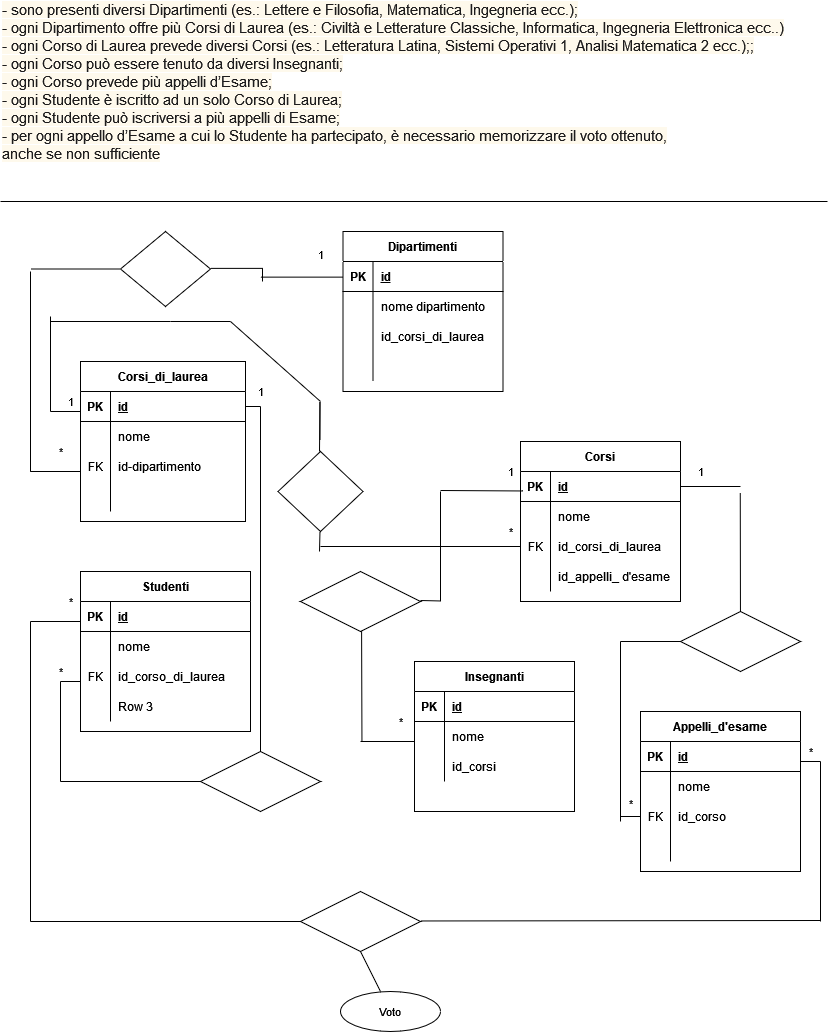 - sono presenti diversi Dipartimenti (es.: Lettere e Filosofia, Matematica, Ingegneria ecc.);
- ogni Dipartimento offre più Corsi di Laurea (es.: Civiltà e Letterature Classiche, Informatica, Ingegneria Elettronica ecc..)
- ogni Corso di Laurea prevede diversi Corsi (es.: Letteratura Latina, Sistemi Operativi 1, Analisi Matematica 2 ecc.);;
- ogni Corso può essere tenuto da diversi Insegnanti;
- ogni Corso prevede più appelli d'Esame;
- ogni Studente è iscritto ad un solo Corso di Laurea;
- ogni Studente può iscriversi a più appelli di Esame;
- per ogni appello d'Esame a cui lo Studente ha partecipato, è necessario memorizzare il voto ottenuto,
anche se non sufficiente
Dipartimenti
1
PK id
nome dipartimento
id_corsi_di_laurea
Corsi_di_laurea
1
1
PK id
nome
*
FK id-dipartimento
Corsi
1
1
PK id
nome
*
FK id_corsi_di_laurea
id_appelli_ d'esame
Studenti
*
PK id
nome
*
FK id_corso_di_laurea
Row 3
Insegnanti
PK id
*
nome
id_corsi
Appelli_d'esame
*
PK id
nome
*
FK id_corso
Voto